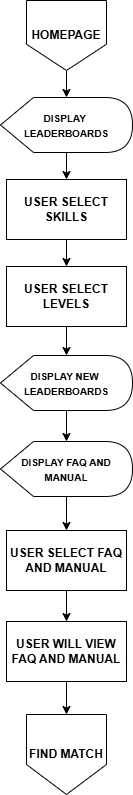 HOMEPAGE
DISPLAY
LEADERBOARDS
USER SELECT
SKILLS
USER SELECT
LEVELS
DISPLAY NEW
LEADERBOARDS
DISPLAY FAQ AND
MANUAL
USER SELECT FAQ
AND MANUAL
USER WILL VIEW
FAQ AND MANUAL
FIND MATCH